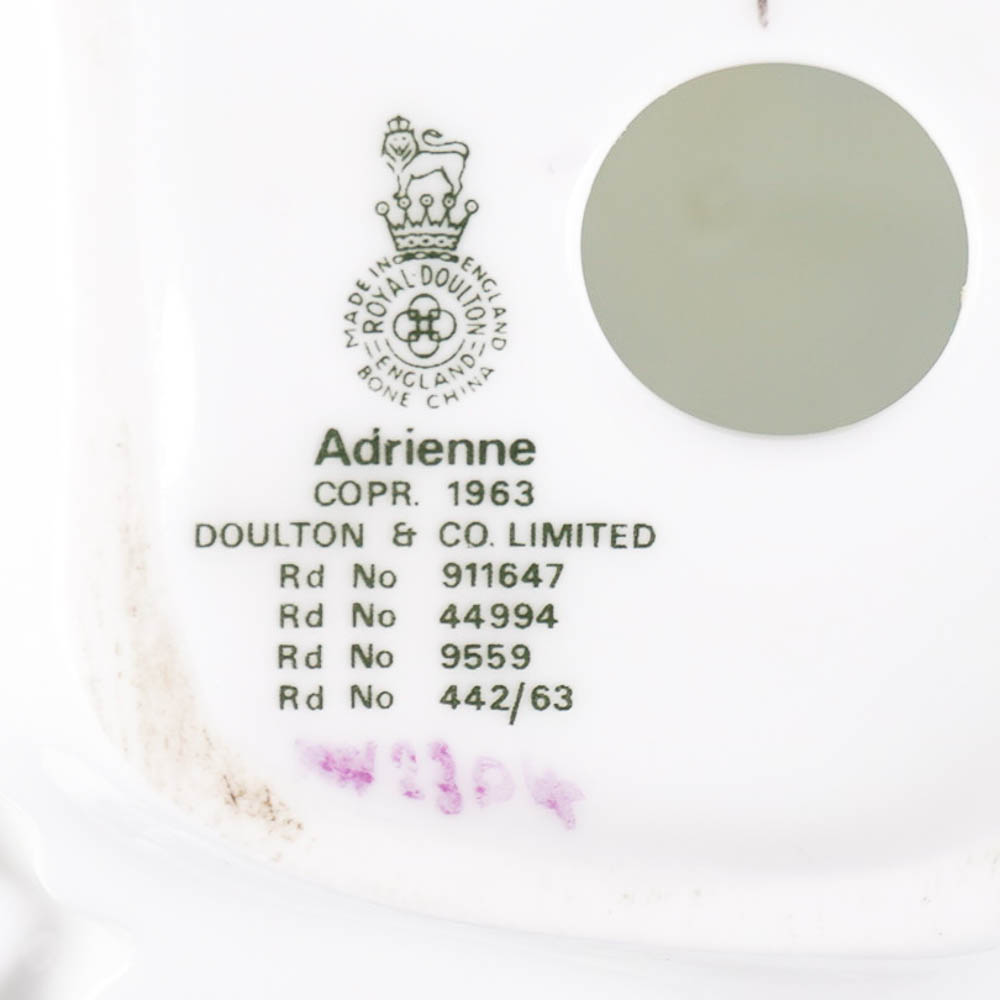 MADE IN ENGLAND
ROYAL·DOULTON
ENGLAND
BONE CHINA
Adrienne
COPR. 1963
DOULTON & CO. LIMITED
Rd No 911647
Rd No 44994
Rd No 9559
Rd No 442/63